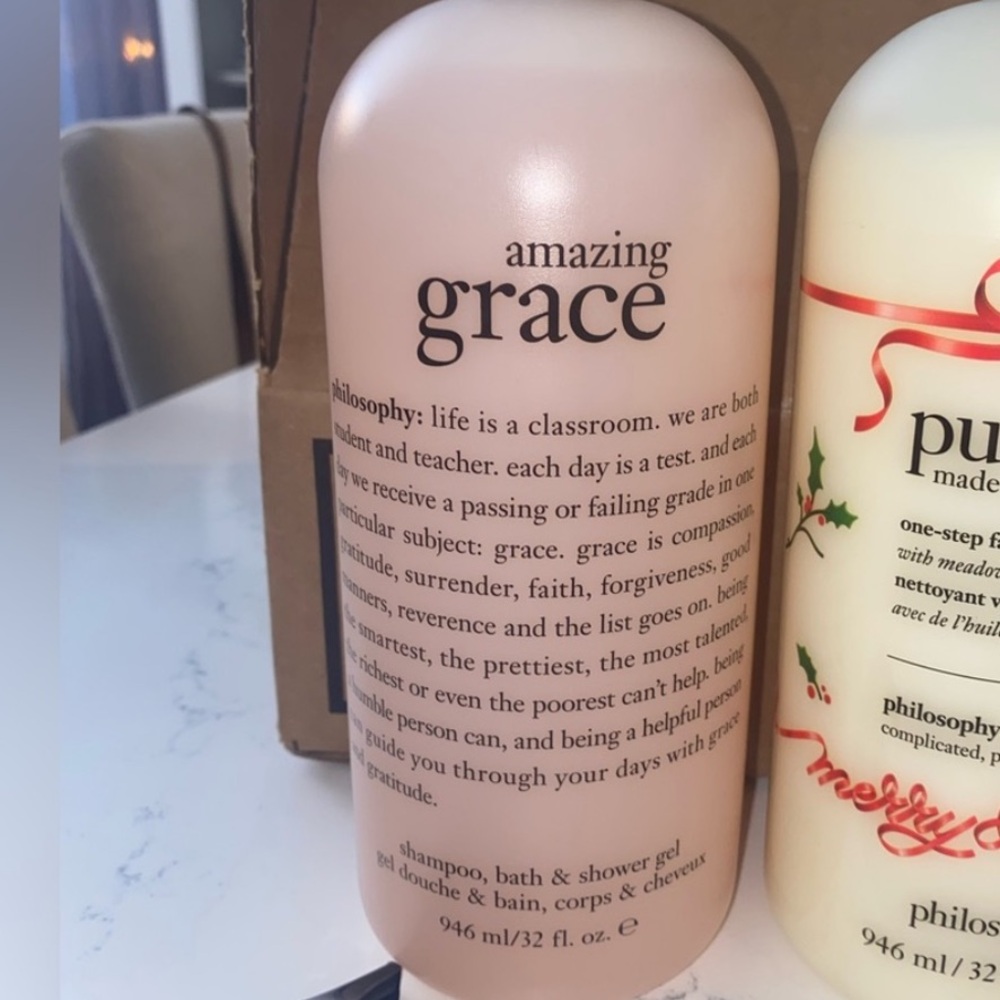 amazing
grace
philosophy: life is a classroom. we are both
student and teacher. each day is a test. and each
day we receive a passing or failing grade in one
particular subject: grace. grace is compassion,
gratitude, surrender, faith, forgiveness, good
manners, reverence and the list goes on. being
the smartest, the prettiest, the most talented,
the richest or even the poorest can't help. being
a humble person can, and being a helpful person
can guide you through your days with grace
and gratitude.
shampoo, bath & shower gel
gel douche & bain, corps & cheveux
946 ml/32 fl. oz. ℮
pu
made
one-step fa
with meadow
nettoyant v
avec de l'huil
philosophy
complicated, p
merry
philos
946 ml / 32